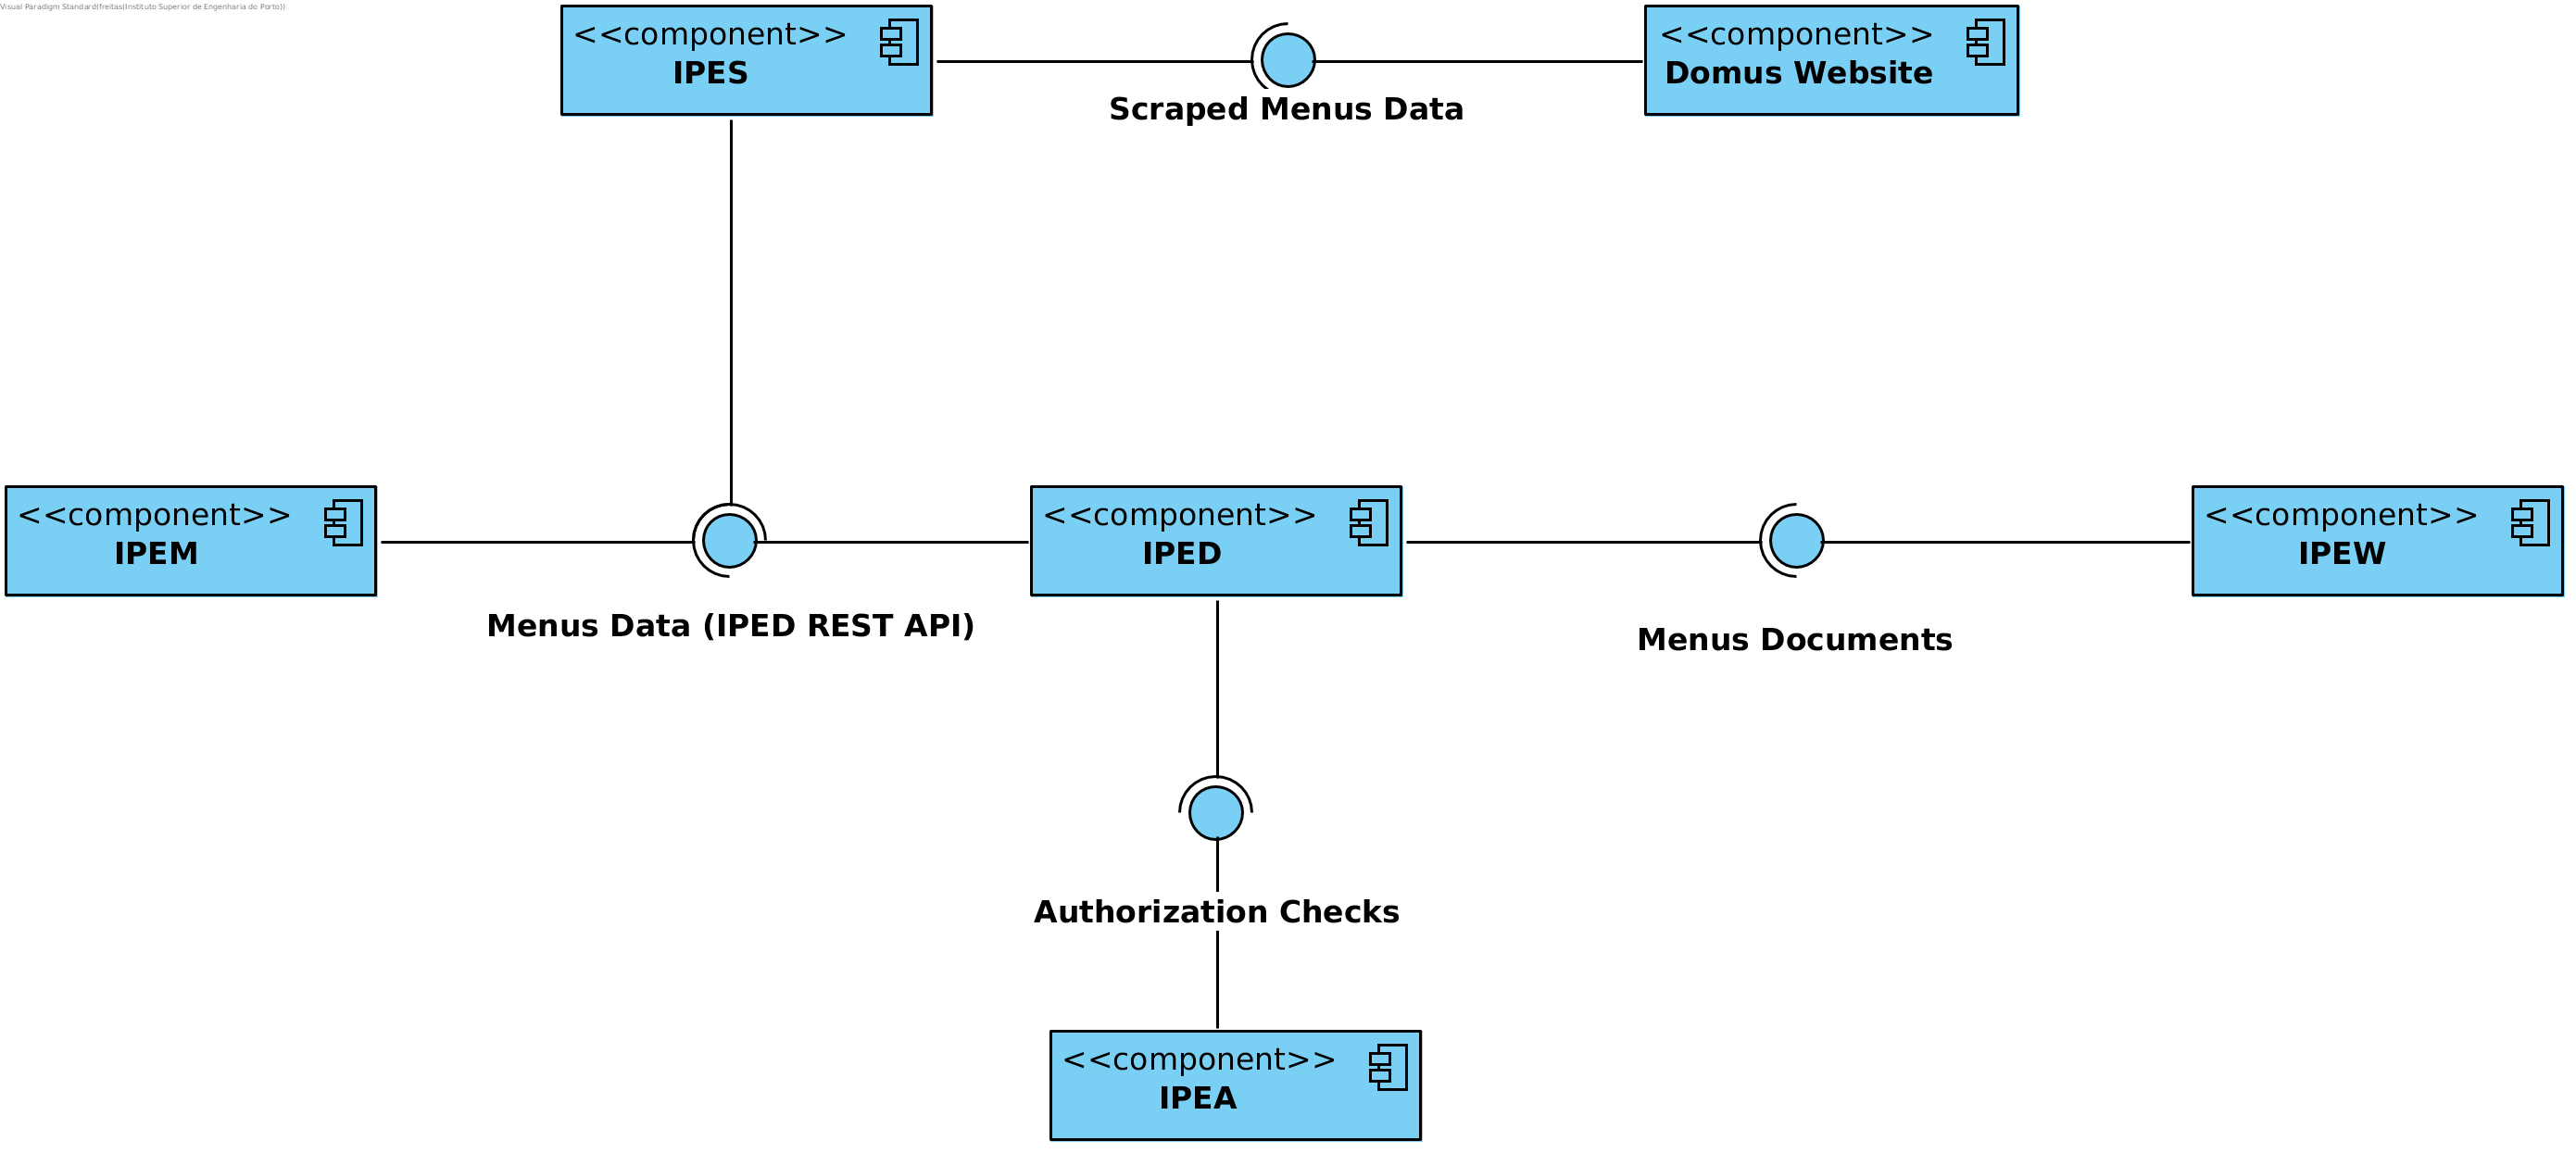 Visual Paradigm Standard(freitas(Instituto Superior de Engenharia do Porto))
<<component>>
IPES
<<component>>
Domus Website
Scraped Menus Data
<<component>>
IPEM
<<component>>
IPED
<<component>>
IPEW
Menus Data (IPED REST API)
Menus Documents
Authorization Checks
<<component>>
IPEA